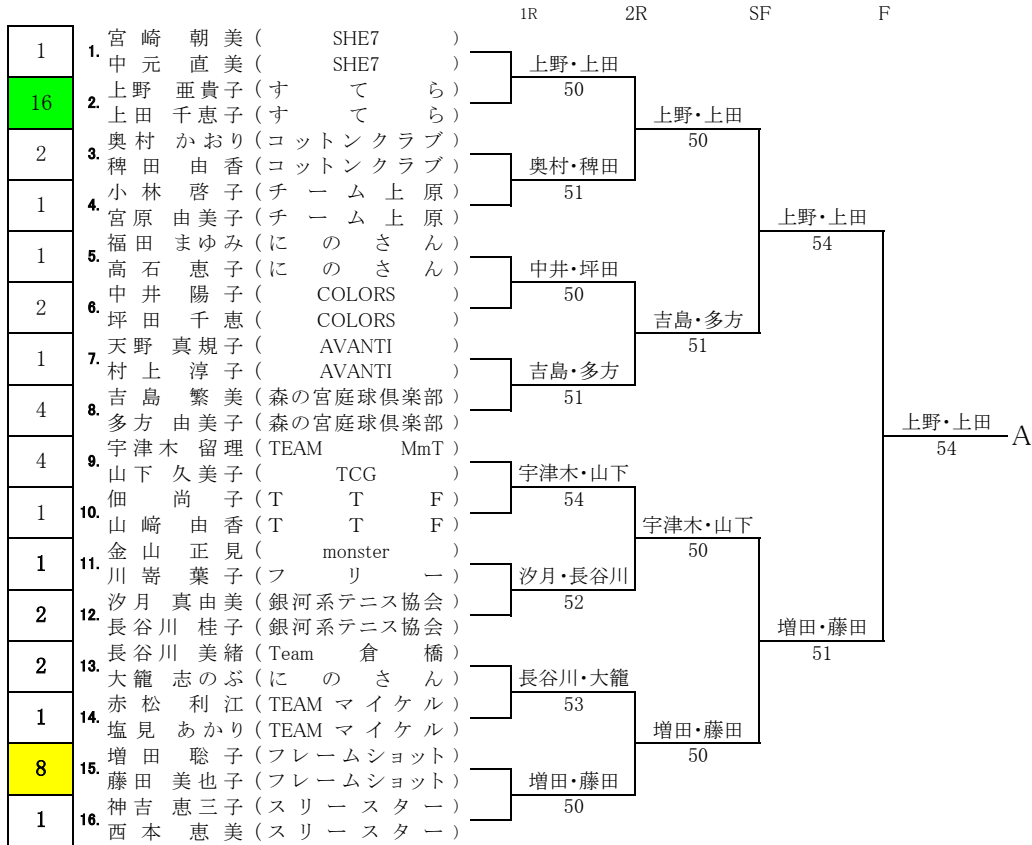 1R 2R SF F
1 1. 宮崎 朝美(SHE7)
中元 直美(SHE7)
上野・上田
50
16 2. 上野 亜貴子(すてら)
上田 千恵子(すてら)
上野・上田
50
2 3. 奥村 かおり(コットンクラブ)
稗田 由香(コットンクラブ)
奥村・稗田
51
1 4. 小林 啓子(チーム上原)
宮原 由美子(チーム上原)
上野・上田
54
1 5. 福田 まゆみ(にのさん)
高石 恵子(にのさん)
中井・坪田
50
2 6. 中井 陽子(COLORS)
坪田 千恵(COLORS)
吉島・多方
51
1 7. 天野 真規子(AVANTI)
村上 淳子(AVANTI)
吉島・多方
51
4 8. 吉島 繁美(森の宮庭球倶楽部)
多方 由美子(森の宮庭球倶楽部)
上野・上田
54
A
4 9. 宇津木 留理(TEAM MmT)
山下 久美子(TCG)
宇津木・山下
54
1 10. 佃 尚子(TTF)
山﨑 由香(TTF)
宇津木・山下
50
1 11. 金山 正見(monster)
川嵜 葉子(フリー)
汐月・長谷川
52
2 12. 汐月 真由美(銀河系テニス協会)
長谷川 桂子(銀河系テニス協会)
増田・藤田
51
2 13. 長谷川 美緒(Team 倉橋)
大籠 志のぶ(にのさん)
長谷川・大籠
53
1 14. 赤松 利江(TEAM マイケル)
塩見 あかり(TEAM マイケル)
増田・藤田
50
8 15. 増田 聡子(フレームショット)
藤田 美也子(フレームショット)
増田・藤田
50
1 16. 神吉 恵三子(スリースター)
西本 恵美(スリースター)